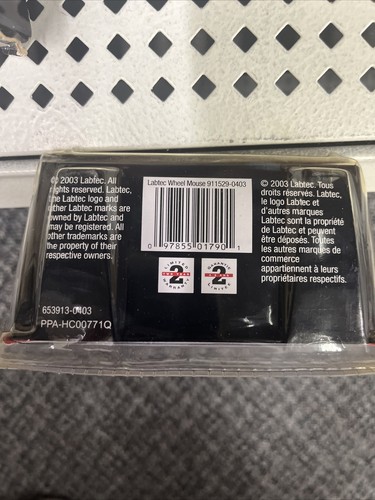 © 2003 Labtec. All
rights reserved. Labtec,
the Labtec logo and
other Labtec marks are
owned by Labtec and
may be registered. All
other trademarks are
the property of their
respective owners.
653913-0403
PPA-HC00771Q
Labtec Wheel Mouse 911529-0403
0 97855 01790 1
LIMITED
2
WARRANTY
GARANTIE
2
LIMITÉE
© 2003 Labtec. Tous
droits réservés. Labtec,
le logo Labtec et
d'autres marques
Labtec sont la propriété
de Labtec et peuvent
être déposés. Toutes
les autres marques de
commerce
appartiennent à leurs
propriétaires respectifs.